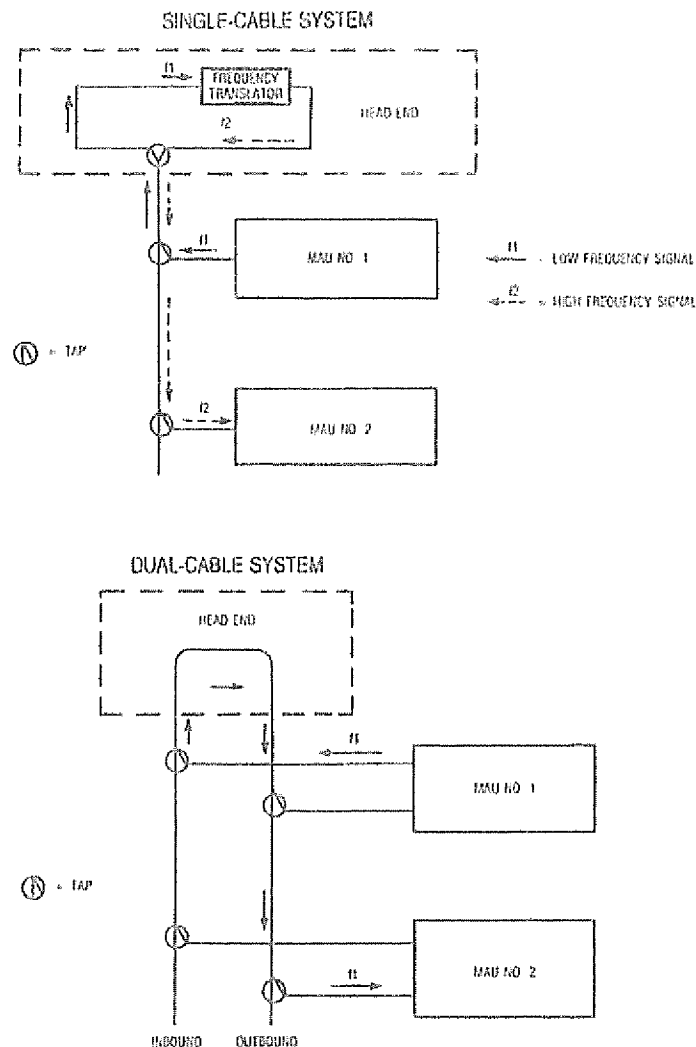 SINGLE-CABLE SYSTEM
f1
FREQUENCY
TRANSLATOR
f2
HEAD END
f1
MAU NO. 1
f1
= LOW FREQUENCY SIGNAL
f2
= HIGH FREQUENCY SIGNAL
= TAP
f2
MAU NO. 2
DUAL-CABLE SYSTEM
HEAD END
f1
MAU NO. 1
= TAP
f1
MAU NO. 2
INBOUND OUTBOUND